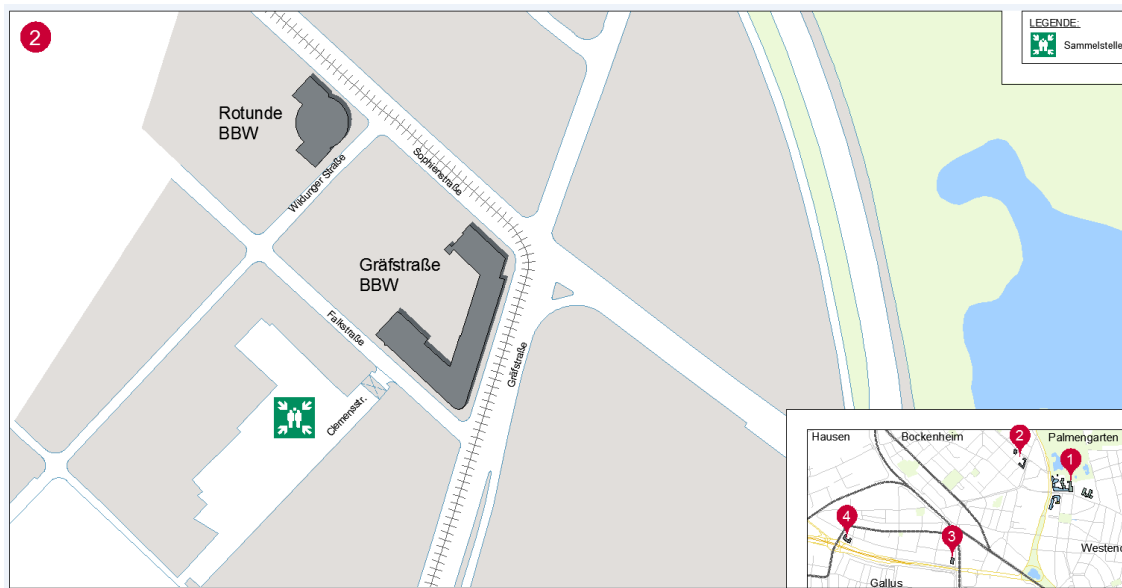 2
LEGENDE:
Sammelstelle
Rotunde
BBW
Sophienstraße
Wildunger Straße
Gräfstraße
BBW
Falkstraße
Gräfstraße
Clemensstr.
Hausen
Bockenheim
2
Palmengarten
1
4
3
Westend
Gallus